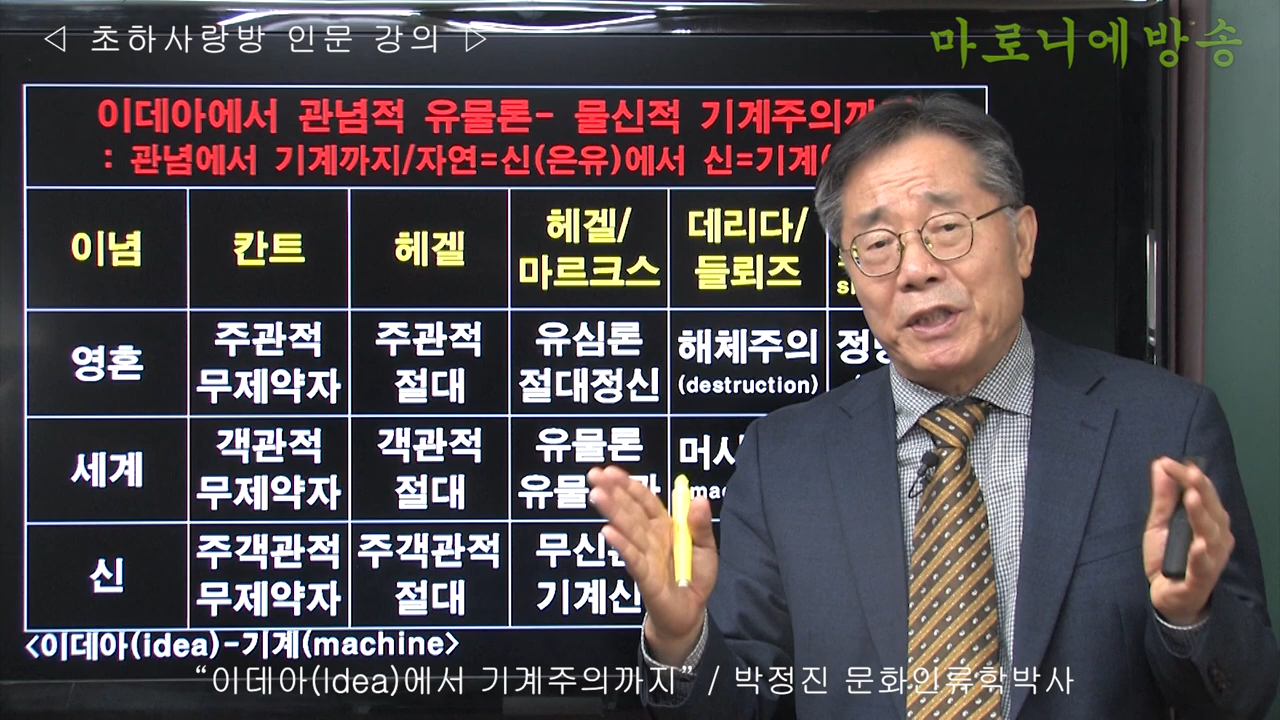 ◁ 초하사랑방 인문 강의 ▷
마로니에방송
이데아에서 관념적 유물론- 물신적
: 관념에서 기계까지/자연=신(은유)에서 신=기계(
이념 칸트 헤겔 헤겔/ 데리다/
마르크스 들뢰즈
영혼 주관적 주관적 유심론 해체주의
무제약자 절대 절대정신 (destruction)
세계 객관적 객관적 유물론
무제약자 절대
신 주객관적 주객관적
무제약자 절대 기계신
<이데아(idea)-기계(machine>
“이데아(Idea)에서 기계주의까지” / 박정진 문화인류학박사